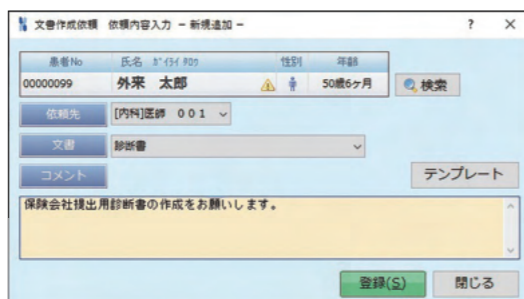 文書作成依頼 依頼内容入力 － 新規追加 －
患者No 氏名 ｶﾞｲﾗｲ ﾀﾛｳ 性別 年齢
00000099 外来 太郎 50歳6ヶ月 検索
依頼先 [内科]医師 001
文書 診断書
コメント テンプレート
保険会社提出用診断書の作成をお願いします。
登録(S) 閉じる